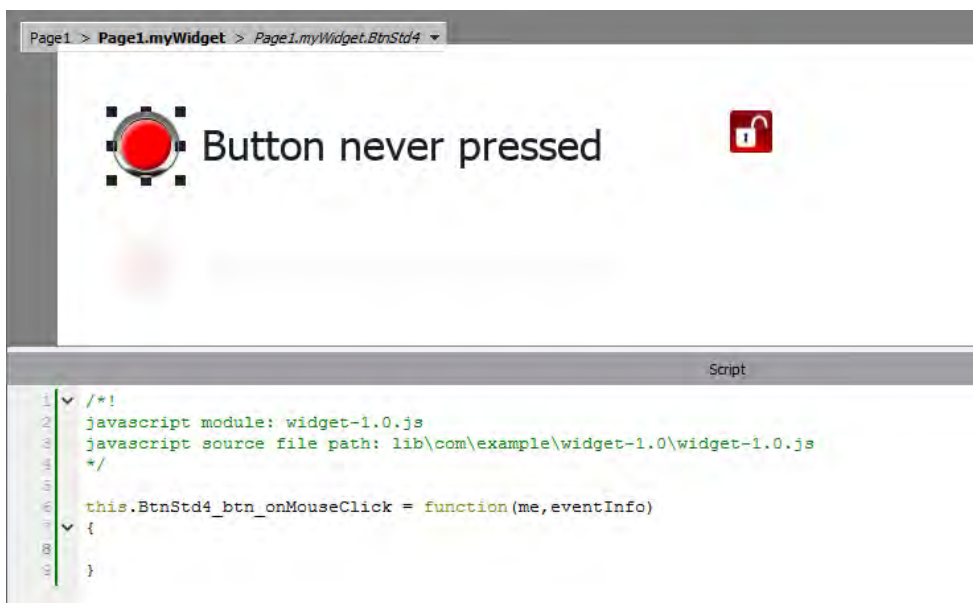 Page1 > Page1.myWidget > Page1.myWidget.BtnStd4
Button never pressed
Script
1 /*!
2 javascript module: widget-1.0.js
3 javascript source file path: lib\com\example\widget-1.0\widget-1.0.js
4 */
5
6 this.BtnStd4_btn_onMouseClick = function(me,eventInfo)
7 {
8
9 }